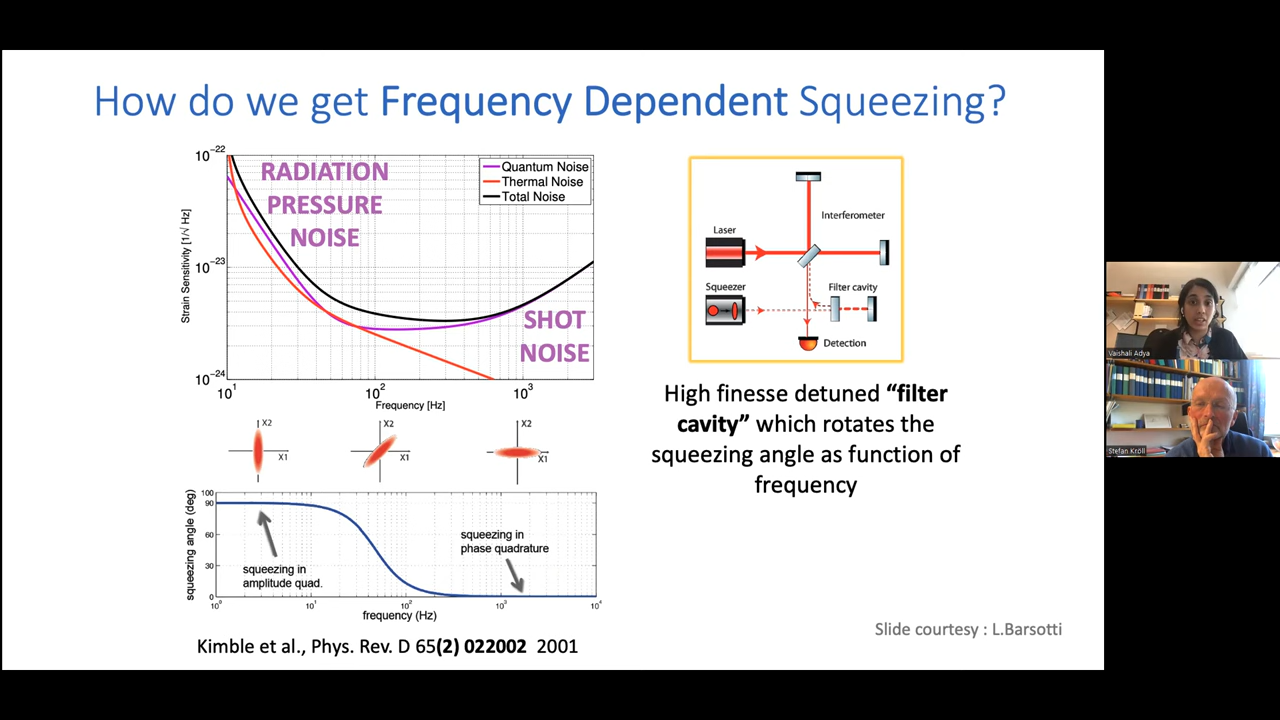 How do we get Frequency Dependent Squeezing?
10-22
RADIATION
PRESSURE
NOISE
Quantum Noise
Thermal Noise
Total Noise
10-23
Strain Sensitivity [1/√ Hz]
SHOT
NOISE
10-24
101
102
103
Frequency [Hz]
X2
X1
X2
X1
X2
X1
100
90
60
30
0
squeezing angle (deg)
squeezing in
amplitude quad.
squeezing in
phase quadrature
100
101
102
103
104
frequency (Hz)
Kimble et al., Phys. Rev. D 65(2) 022002 2001
Interferometer
Laser
Squeezer
Filter cavity
Detection
High finesse detuned “filter
cavity” which rotates the
squeezing angle as function of
frequency
Slide courtesy : L.Barsotti
Vaishali Adya
Stefan Kröll